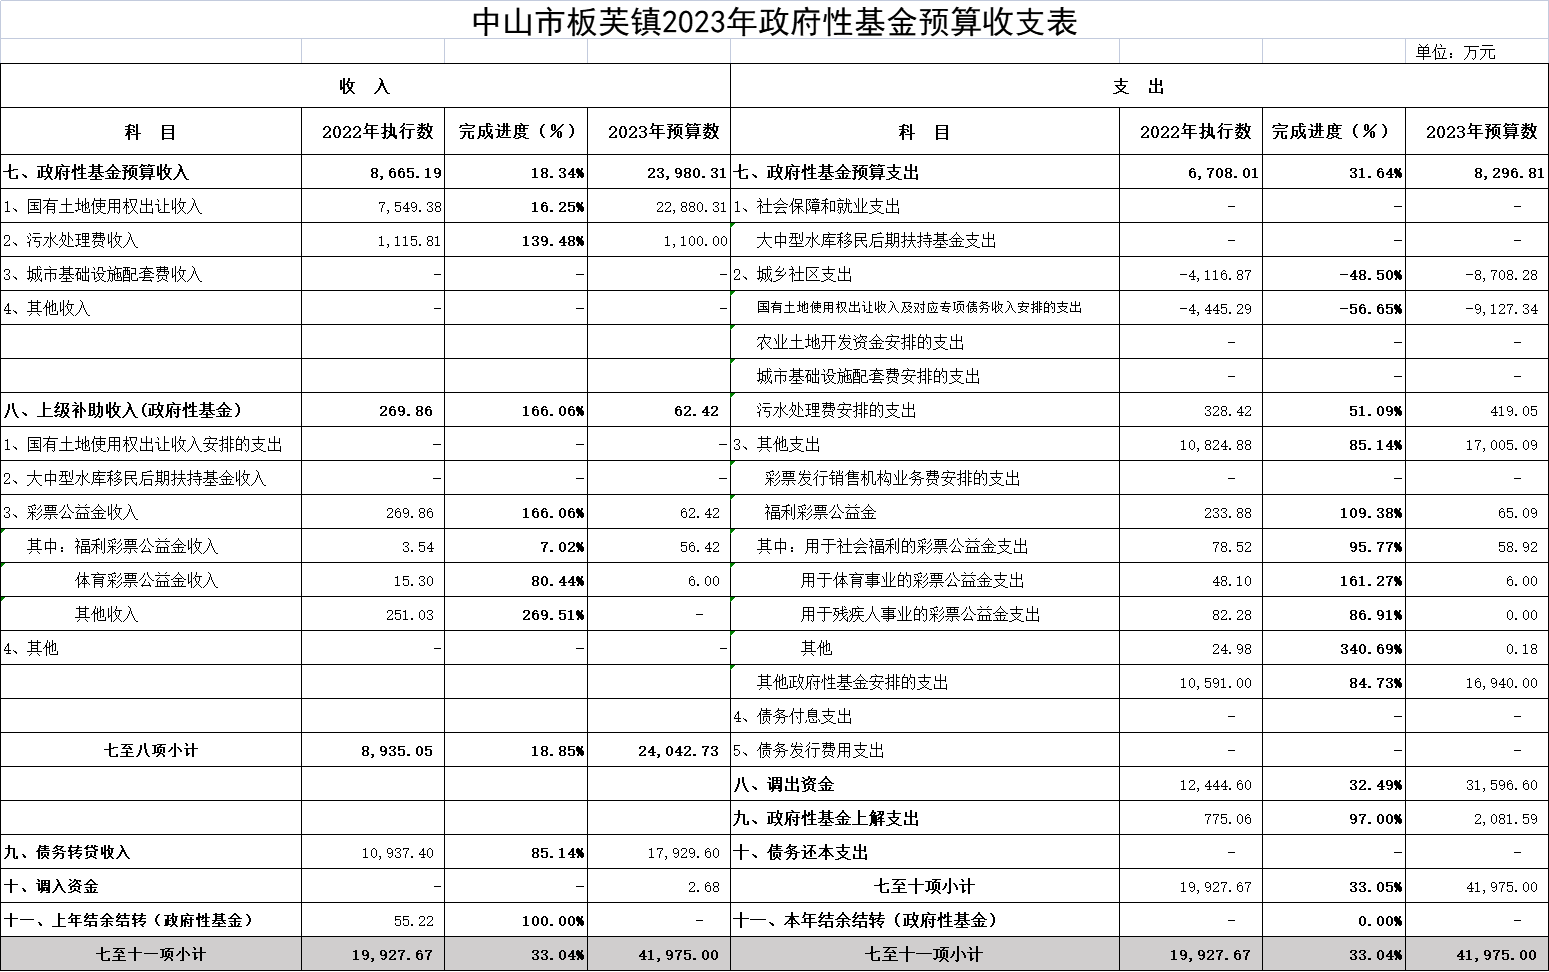 中山市板芙镇2023年政府性基金预算收支表
单位：万元
收　入 支　出
科　目 2022年执行数 完成进度（%） 2023年预算数 科　目 2022年执行数 完成进度（%） 2023年预算数
七、政府性基金预算收入 8,665.19 18.34% 23,980.31 七、政府性基金预算支出 6,708.01 31.64% 8,296.81
1、国有土地使用权出让收入 7,549.38 16.25% 22,880.31 1、社会保障和就业支出 - - -
2、污水处理费收入 1,115.81 139.48% 1,100.00 大中型水库移民后期扶持基金支出 - - -
3、城市基础设施配套费收入 - - - 2、城乡社区支出 -4,116.87 -48.50% -8,708.28
4、其他收入 - - - 国有土地使用权出让收入及对应专项债务收入安排的支出 -4,445.29 -56.65% -9,127.34
农业土地开发资金安排的支出 - - -
城市基础设施配套费安排的支出 - - -
八、上级补助收入(政府性基金） 269.86 166.06% 62.42 污水处理费安排的支出 328.42 51.09% 419.05
1、国有土地使用权出让收入安排的支出 - - - 3、其他支出 10,824.88 85.14% 17,005.09
2、大中型水库移民后期扶持基金收入 - - - 彩票发行销售机构业务费安排的支出 - - -
3、彩票公益金收入 269.86 166.06% 62.42 福利彩票公益金 233.88 109.38% 65.09
其中：福利彩票公益金收入 3.54 7.02% 56.42 其中：用于社会福利的彩票公益金支出 78.52 95.77% 58.92
体育彩票公益金收入 15.30 80.44% 6.00 用于体育事业的彩票公益金支出 48.10 161.27% 6.00
其他收入 251.03 269.51% - 用于残疾人事业的彩票公益金支出 82.28 86.91% 0.00
4、其他 - - - 其他 24.98 340.69% 0.18
其他政府性基金安排的支出 10,591.00 84.73% 16,940.00
4、债务付息支出 - - -
七至八项小计 8,935.05 18.85% 24,042.73 5、债务发行费用支出 - - -
八、调出资金 12,444.60 32.49% 31,596.60
九、政府性基金上解支出 775.06 97.00% 2,081.59
九、债务转贷收入 10,937.40 85.14% 17,929.60 十、债务还本支出 - - -
十、调入资金 - - 2.68 七至十项小计 19,927.67 33.05% 41,975.00
十一、上年结余结转（政府性基金） 55.22 100.00% - 十一、本年结余结转（政府性基金） - 0.00% -
七至十一项小计 19,927.67 33.04% 41,975.00 七至十一项小计 19,927.67 33.04% 41,975.00